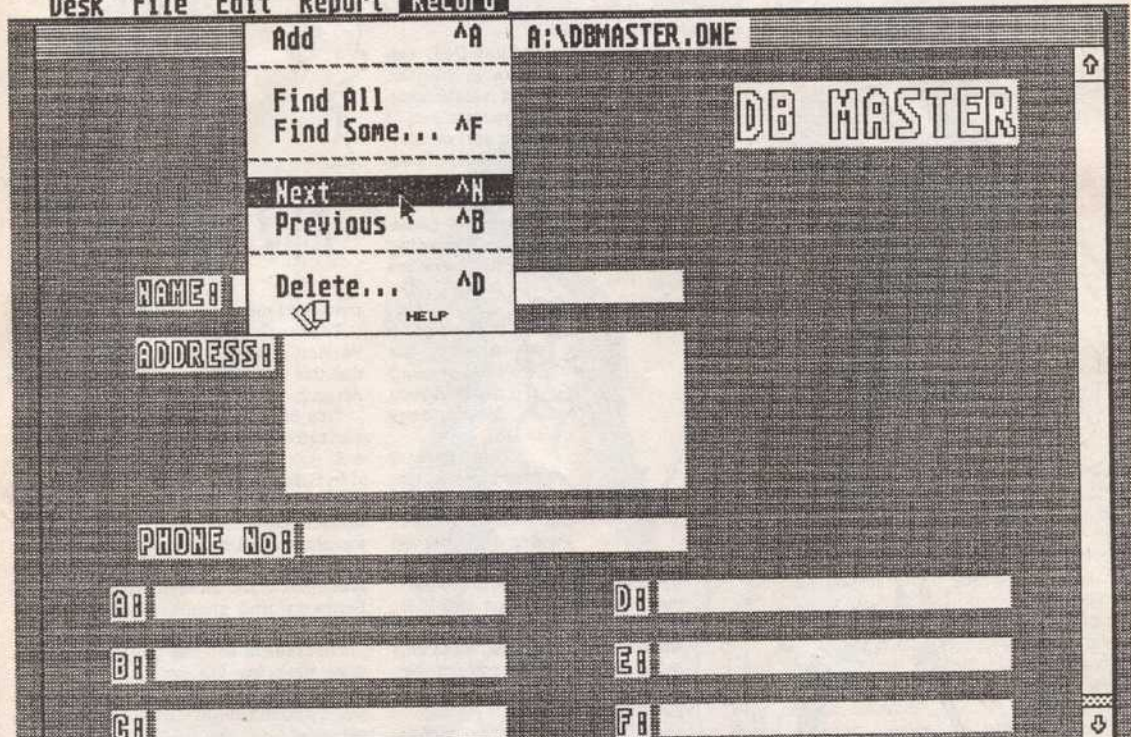 Desk File Edit Report Record
A:\DBMASTER.ONE
Add ^A
Find All
Find Some... ^F
Next ^N
Previous ^B
Delete... ^D
HELP
DB MASTER
NAME:
ADDRESS:
PHONE No:
A: D:
B: E:
C: F: